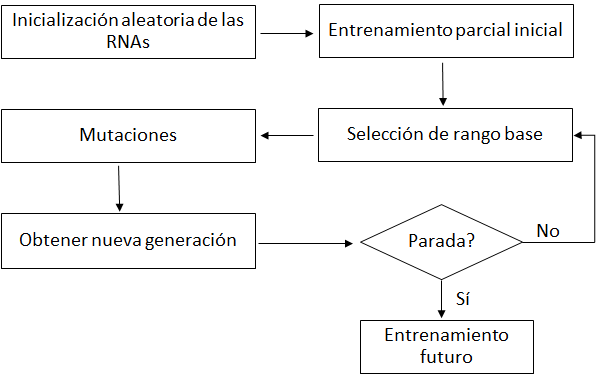 Inicialización aleatoria de las
RNAs
Entrenamiento parcial inicial
Selección de rango base
Mutaciones
Obtener nueva generación
Parada?
No
Sí
Entrenamiento
futuro